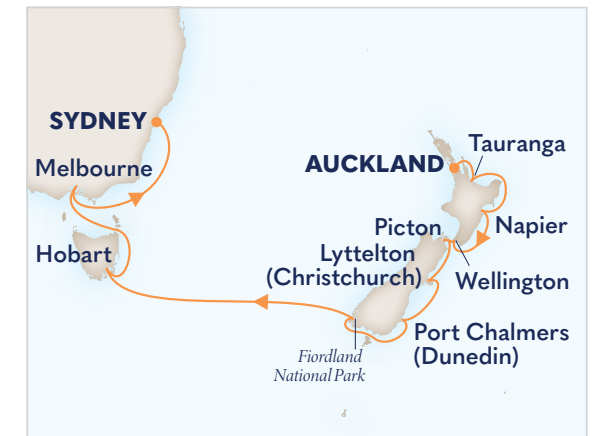 SYDNEY
Melbourne
Hobart
AUCKLAND
Tauranga
Napier
Picton
Wellington
Lyttelton
(Christchurch)
Port Chalmers
(Dunedin)
Fiordland
National Park